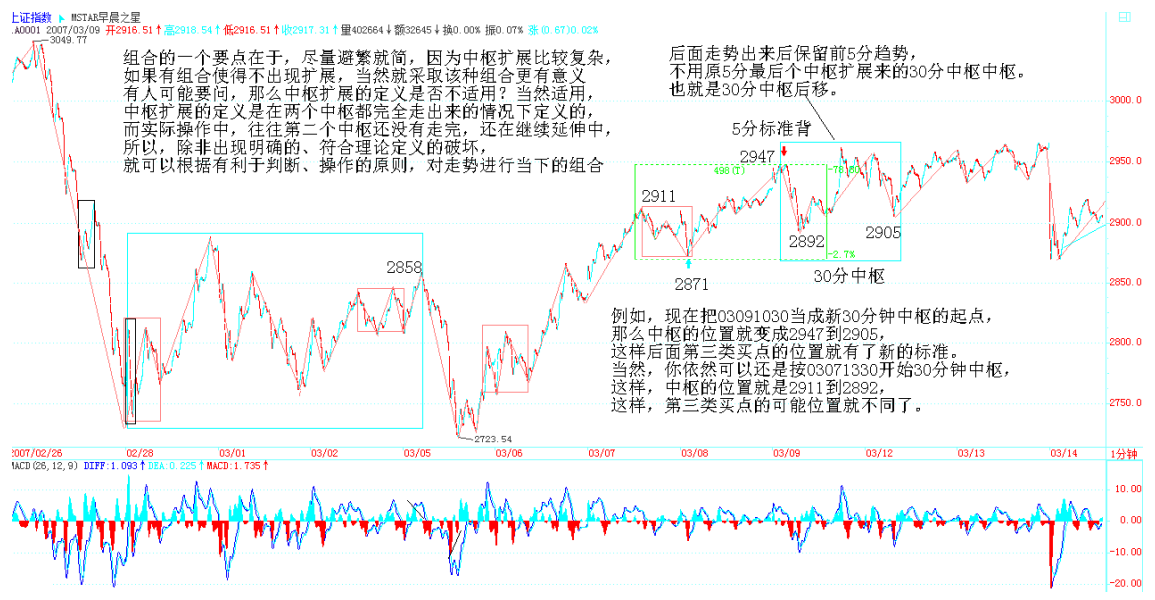 上证指数 MSTAR早晨之星
.A0001 2007/03/09 开2916.51↑高2918.54↑低2916.51↑收2917.31↑量402664↓额32645↓换0.00% 振0.07% 涨(0.67)0.02%
3049.77
组合的一个要点在于，尽量避繁就简，因为中枢扩展比较复杂，
如果有组合使得不出现扩展，当然就采取该种组合更有意义
有人可能要问，那么中枢扩展的定义是否不适用？当然适用，
中枢扩展的定义是在两个中枢都完全走出来的情况下定义的，
而实际操作中，往往第二个中枢还没有走完，还在继续延伸中，
所以，除非出现明确的、符合理论定义的破坏，
就可以根据有利于判断、操作的原则，对走势进行当下的组合
后面走势出来后保留前5分趋势，
不用原5分最后个中枢扩展来的30分中枢中枢。
也就是30分中枢后移。
5分标准背
2947
498(T)
2911
2892
2905
-2.7%
30分中枢
2871
2858
2723.54
例如，现在把03091030当成新30分钟中枢的起点，
那么中枢的位置就变成2947到2905，
这样后面第三类买点的位置就有了新的标准。
当然，你依然可以还是按03071330开始30分钟中枢，
这样，中枢的位置就是2911到2892，
这样，第三类买点的可能位置就不同了。
3000.0
2950.0
2900.0
2850.0
2800.0
2750.0
2007/02/26 02/28 03/01 03/02 03/05 03/06 03/07 03/08 03/09 03/12 03/13 03/14 1分钟
MACD(26,12,9) DIFF:1.093↑DEA:0.225↑MACD:1.735↑
10.00
0.00
-10.00
-20.00